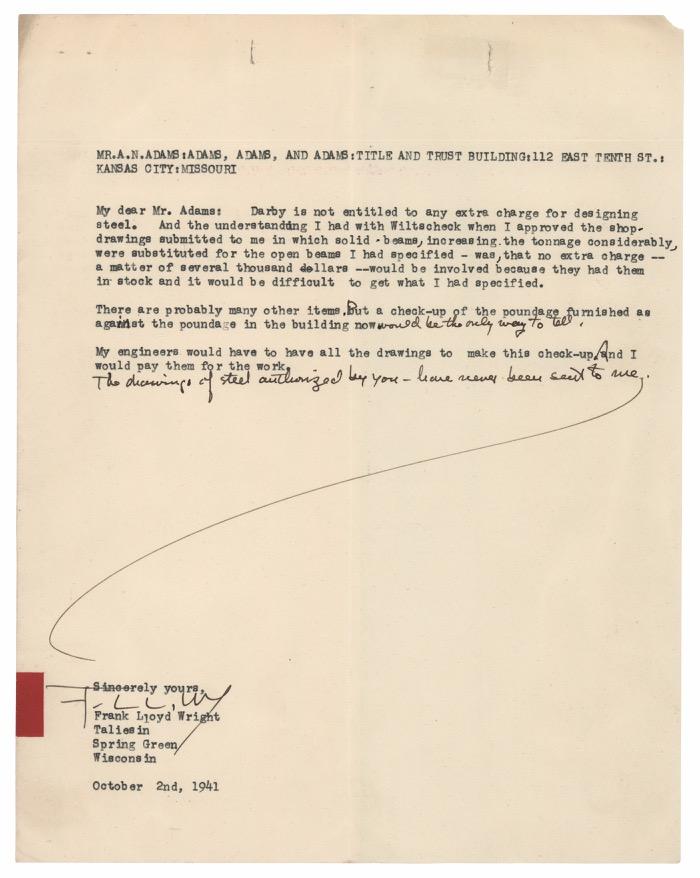 MR.A.N.ADAMS:ADAMS, ADAMS, AND ADAMS:TITLE AND TRUST BUILDING:112 EAST TENTH ST.:
KANSAS CITY:MISSOURI
My dear Mr. Adams: Darby is not entitled to any extra charge for designing
steel. And the understanding I had with Wiltscheck when I approved the shop-
drawings submitted to me in which solid beams, increasing the tonnage considerably,
were substituted for the open beams I had specified - was, that no extra charge --
a matter of several thousand dollars --would be involved because they had them
in stock and it would be difficult to get what I had specified.
There are probably many other items. But a check-up of the poundage furnished as
against the poundage in the building now would be the only way to tell.
My engineers would have to have all the drawings to make this check-up. And I
would pay them for the work.
The drawings of steel authorized by you - have never been sent to me.
Sincerely yours,
F.LL.W
Frank Lloyd Wright
Taliesin
Spring Green
Wisconsin
October 2nd, 1941